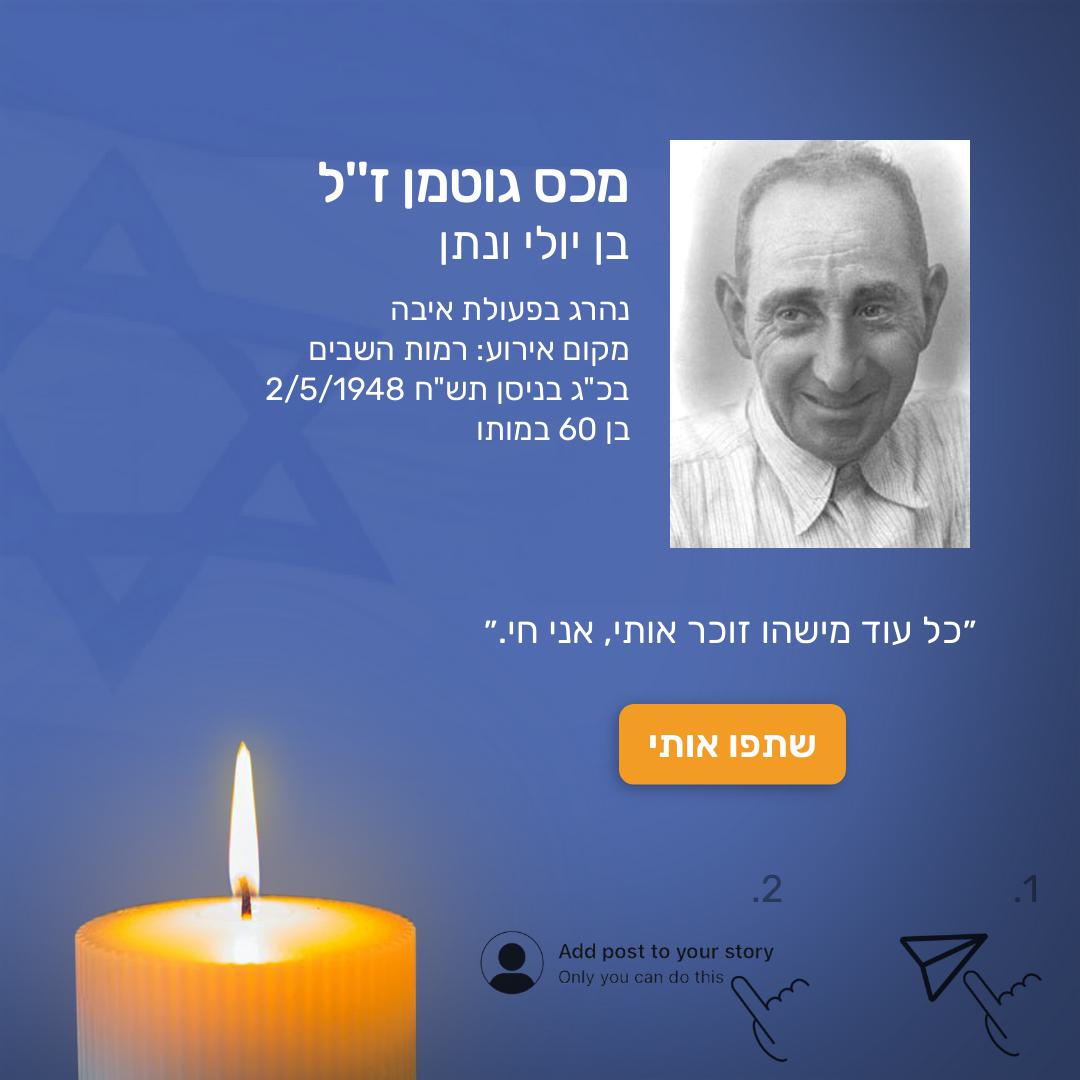 מכס גוטמן ז"ל
בן יולי ונתן
נהרג בפעולת איבה
מקום אירוע: רמות השבים
בכ"ג בניסן תש"ח 2/5/1948
בן 60 במותו
״כל עוד מישהו זוכר אותי, אני חי.״
שתפו אותי
1.
2.
Add post to your story
Only you can do this